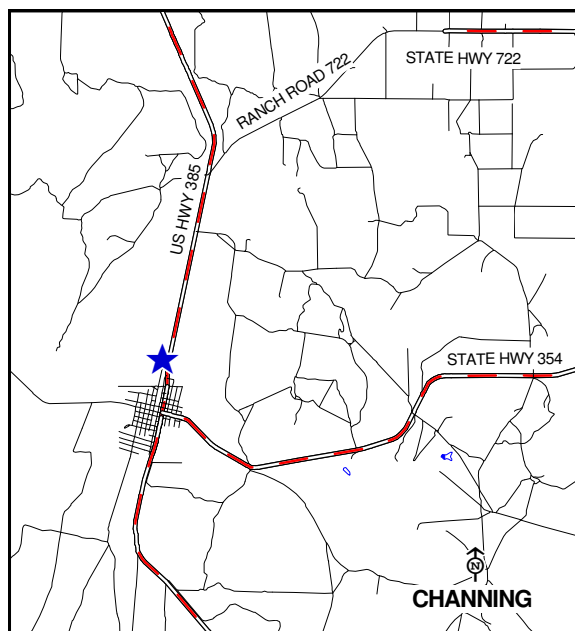 STATE HWY 722
RANCH ROAD 722
US HWY 385
STATE HWY 354
N
CHANNING